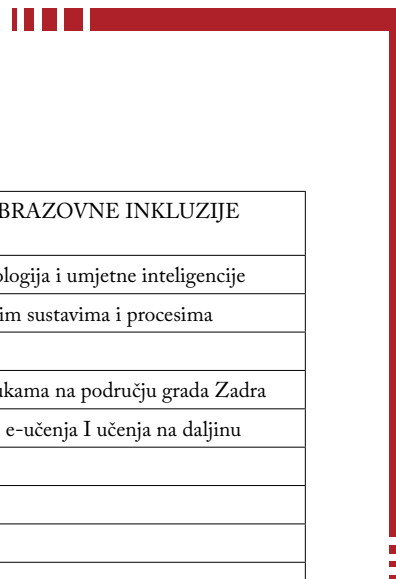 BRAZOVNE INKLUZIJE
ologija i umjetne inteligencije
im sustavima i procesima
ukama na području grada Zadra
e-učenja I učenja na daljinu